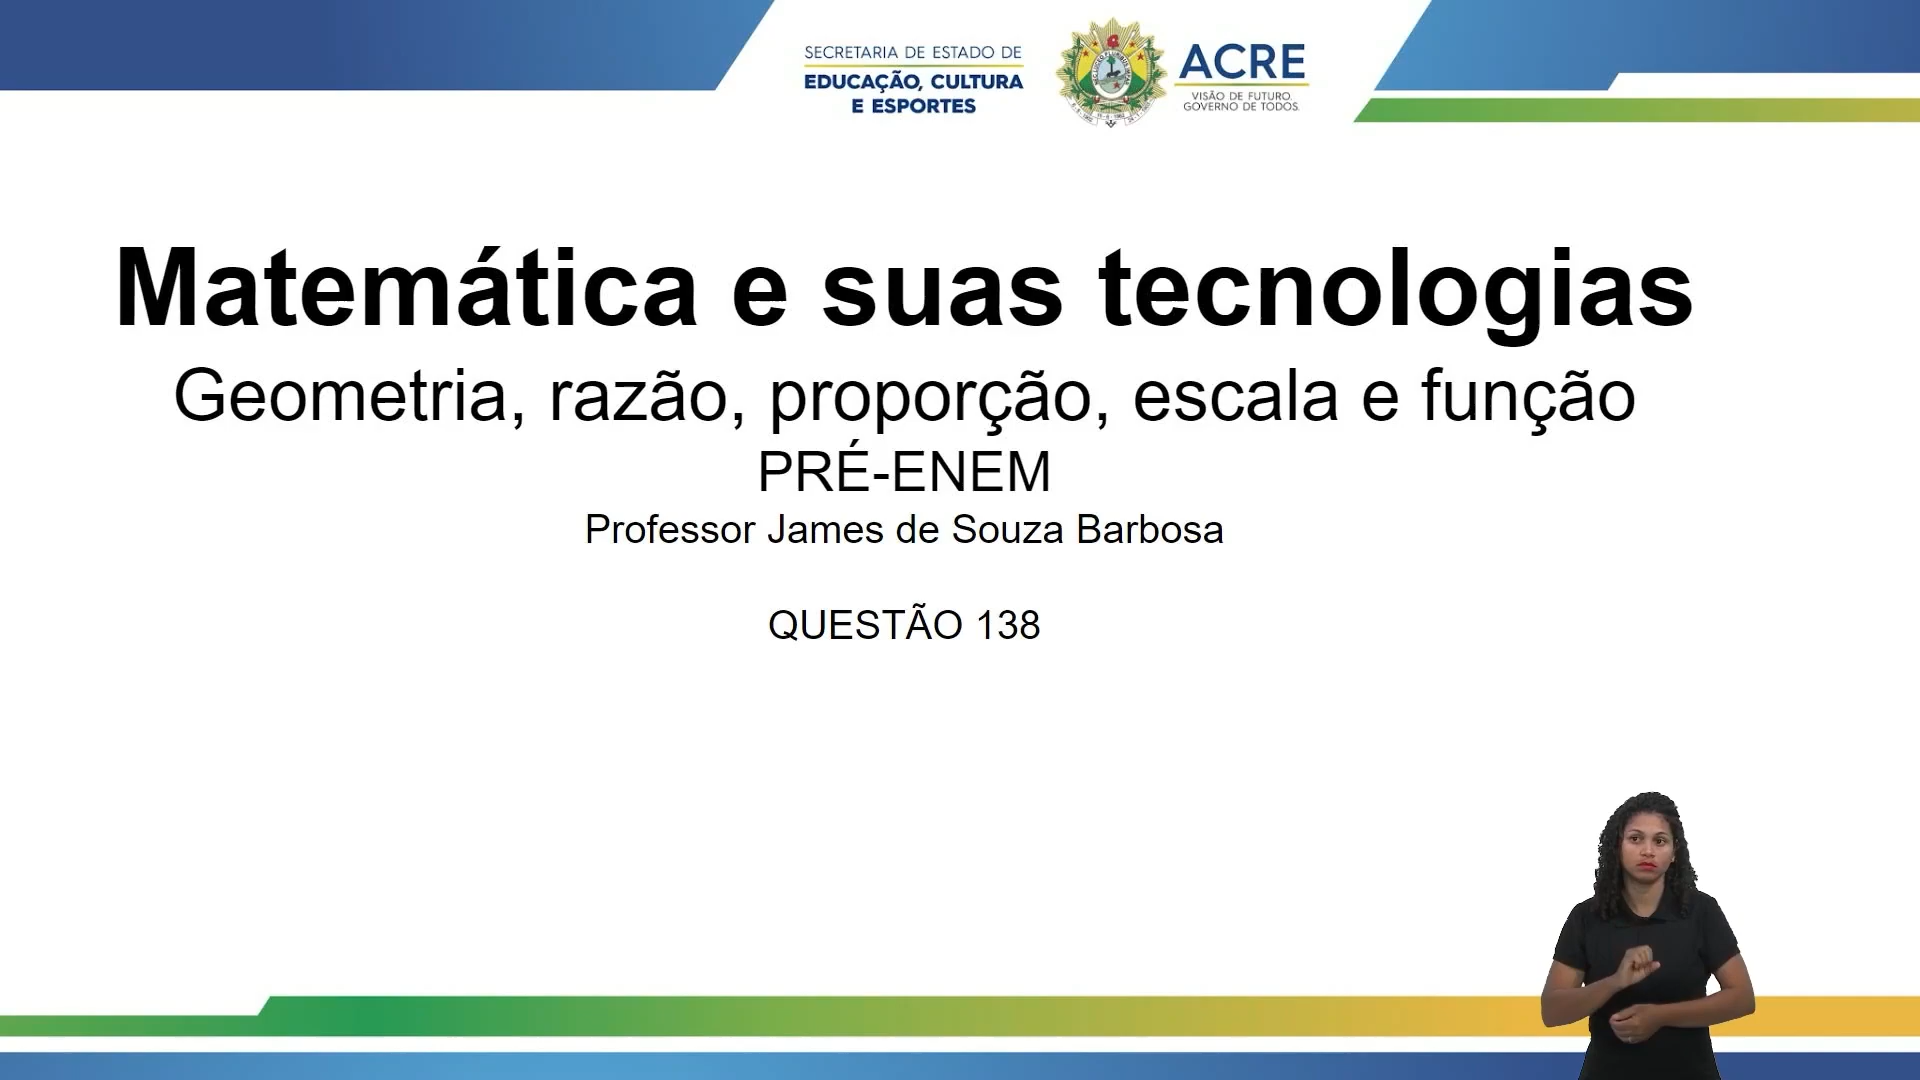 SECRETARIA DE ESTADO DE
EDUCAÇÃO, CULTURA
E ESPORTES
ACRE
VISÃO DE FUTURO.
GOVERNO DE TODOS.
Matemática e suas tecnologias
Geometria, razão, proporção, escala e função
PRÉ-ENEM
Professor James de Souza Barbosa
QUESTÃO 138